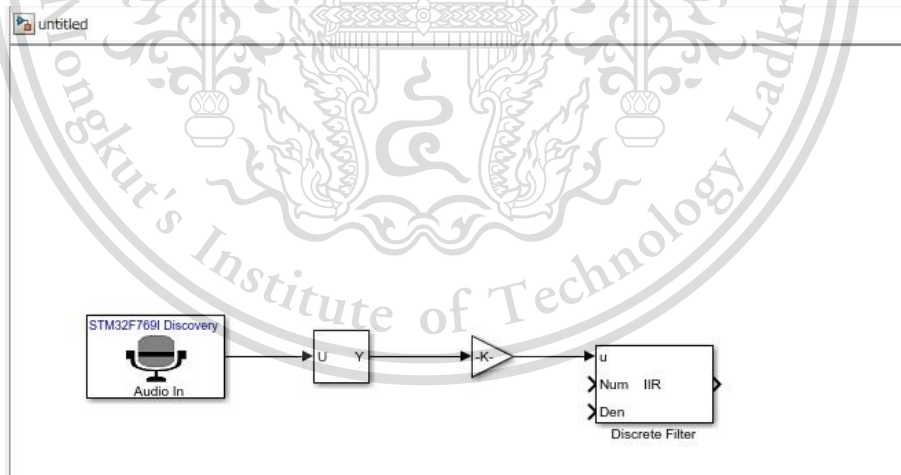 untitled
Mongkut's Institute of Technology Ladkr
STM32F769I Discovery
Audio In
U Y
-K-
u
Num IIR
Den
Discrete Filter